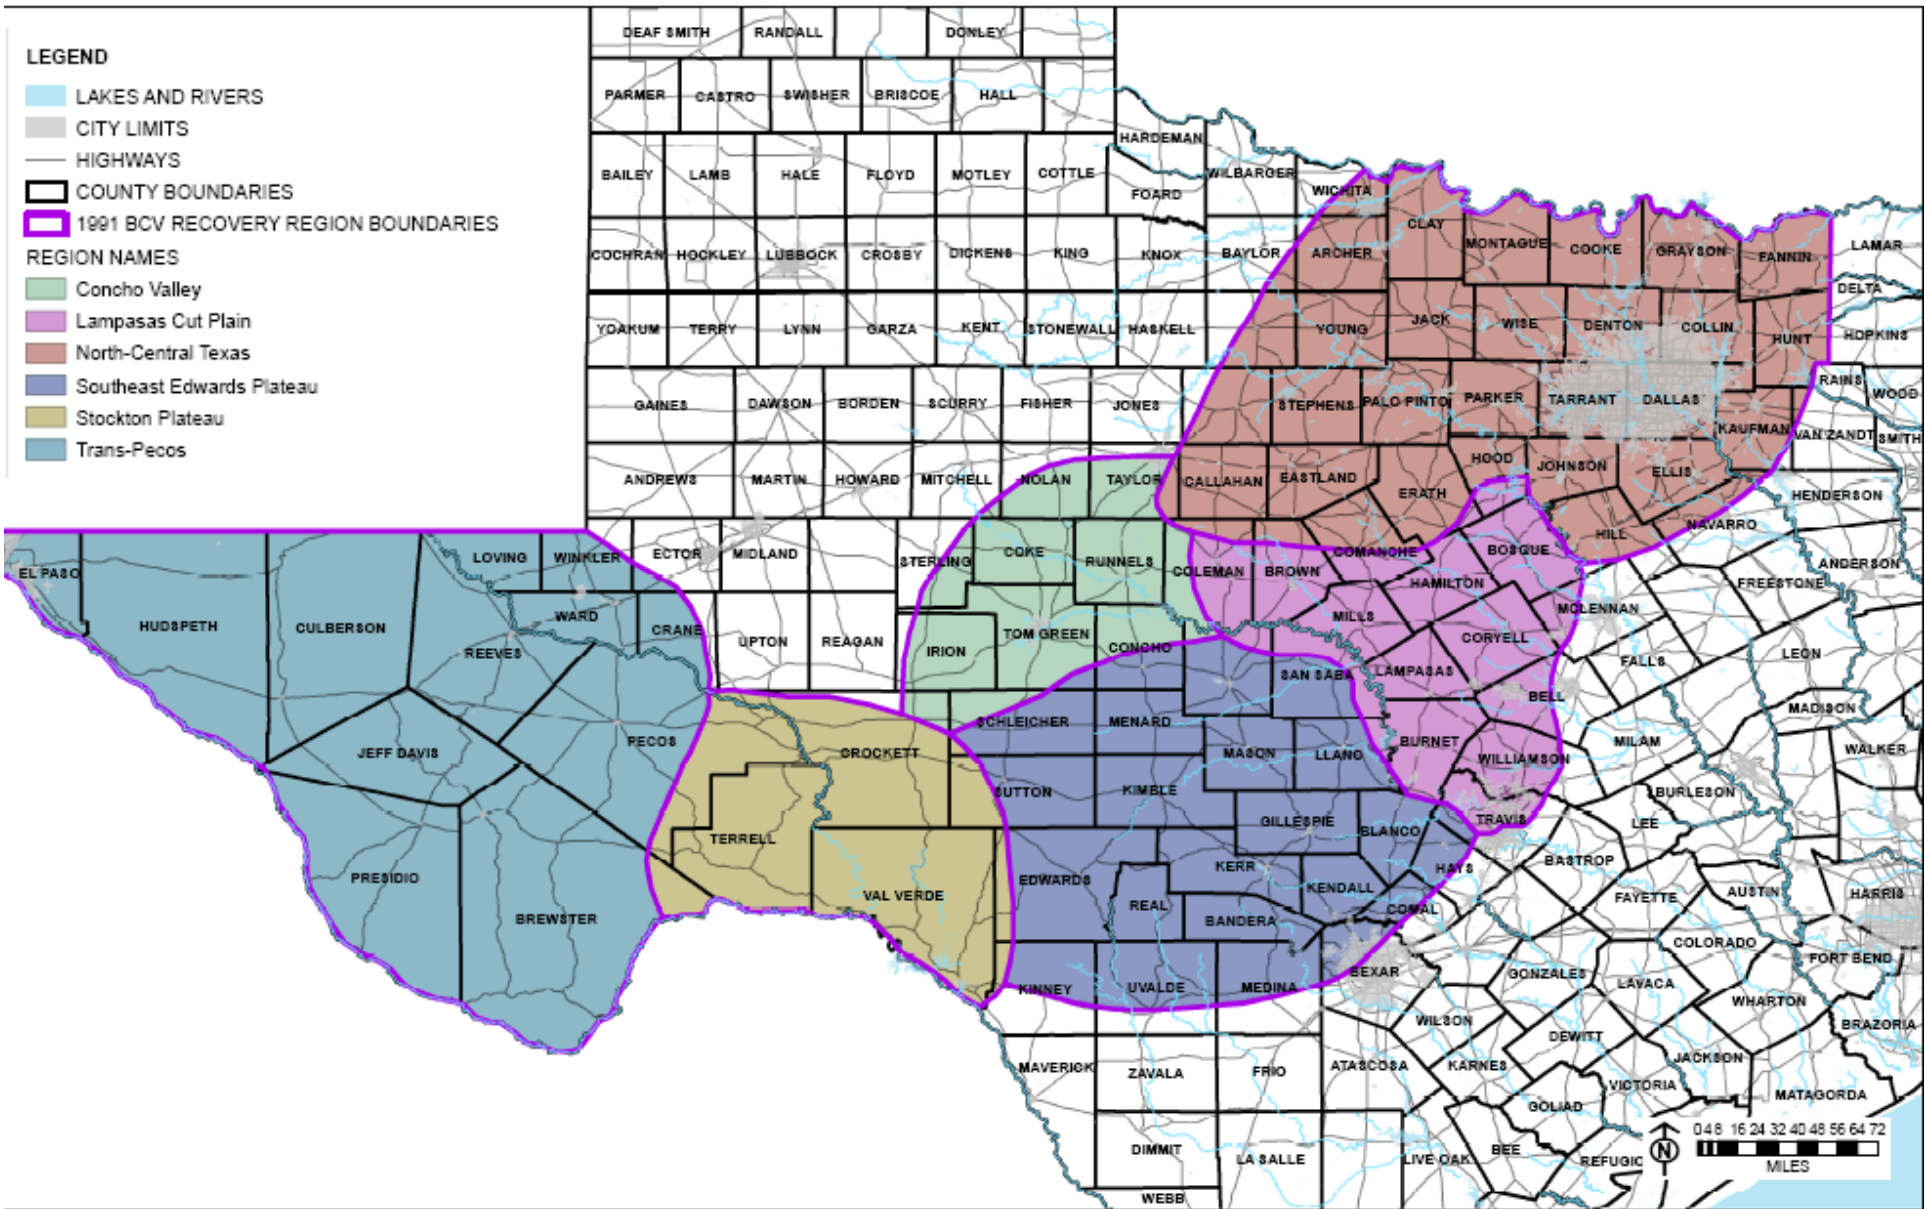 LEGEND
LAKES AND RIVERS
CITY LIMITS
HIGHWAYS
COUNTY BOUNDARIES
1991 BCV RECOVERY REGION BOUNDARIES
REGION NAMES
Concho Valley
Lampasas Cut Plain
North-Central Texas
Southeast Edwards Plateau
Stockton Plateau
Trans-Pecos
DEAF SMITH RANDALL DONLEY
PARMER CASTRO SWISHER BRISCOE HALL
HARDEMAN
BAILEY LAMB HALE FLOYD MOTLEY COTTLE
FOARD WILBARGER WICHITA
COCHRAN HOCKLEY LUBBOCK CROSBY DICKENS KING KNOX BAYLOR ARCHER
CLAY MONTAGUE COOKE GRAYSON FANNIN LAMAR
DELTA
YOAKUM TERRY LYNN GARZA KENT STONEWALL HASKELL YOUNG
JACK WISE DENTON COLLIN HUNT HOPKINS
GAINES DAWSON BORDEN SCURRY FISHER JONES
STEPHENS PALO PINTO PARKER TARRANT DALLAS KAUFMAN
RAINS WOOD
VAN ZANDT SMITH
ANDREWS MARTIN HOWARD MITCHELL NOLAN TAYLOR CALLAHAN EASTLAND
ERATH HOOD JOHNSON ELLIS
HENDERSON
NAVARRO
HILL
EL PASO HUDSPETH CULBERSON
LOVING WINKLER ECTOR MIDLAND
STERLING COKE RUNNELS COLEMAN BROWN COMANCHE
BOSQUE
HAMILTON
FREESTONE ANDERSON
REEVES WARD CRANE UPTON REAGAN
IRION TOM GREEN CONCHO
MILLS CORYELL MCLENNAN
FALLS LEON
SAN SABA LAMPASAS
BELL
MADISON
JEFF DAVIS PECOS CROCKETT
SCHLEICHER MENARD MASON LLANO BURNET WILLIAMSON
MILAM WALKER
SUTTON KIMBLE GILLESPIE BLANCO TRAVIS
BURLESON
LEE
TERRELL
PRESIDIO BREWSTER VAL VERDE
EDWARDS KERR KENDALL HAYS
BASTROP
REAL BANDERA COMAL
FAYETTE AUSTIN HARRIS
COLORADO FORT BEND
KINNEY UVALDE MEDINA BEXAR
GONZALES LAVACA WHARTON
WILSON DEWITT BRAZORIA
MAVERICK ZAVALA FRIO ATASCOSA KARNES
JACKSON
VICTORIA MATAGORDA
GOLIAD
DIMMIT LA SALLE LIVE OAK BEE REFUGIO
WEBB
N
0 4 8 16 24 32 40 48 56 64 72
MILES